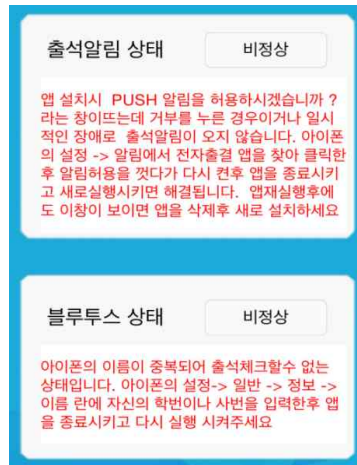 출석알림 상태
비정상
앱 설치시 PUSH 알림을 허용하시겠습니까 ?
라는 창이뜨는데 거부를 누른 경우이거나 일시
적인 장애로 출석알림이 오지 않습니다. 아이폰
의 설정 -> 알림에서 전자출결 앱을 찾아 클릭한
후 알림허용을 껏다가 다시 켠후 앱을 종료시키
고 새로실행시키면 해결됩니다. 앱재실행후에
도 이창이 보이면 앱을 삭제후 새로 설치하세요
블루투스 상태
비정상
아이폰의 이름이 중복되어 출석체크할수 없는
상태입니다. 아이폰의 설정-> 일반 -> 정보 ->
이름 란에 자신의 학번이나 사번을 입력한후 앱
을 종료시키고 다시 실행 시켜주세요